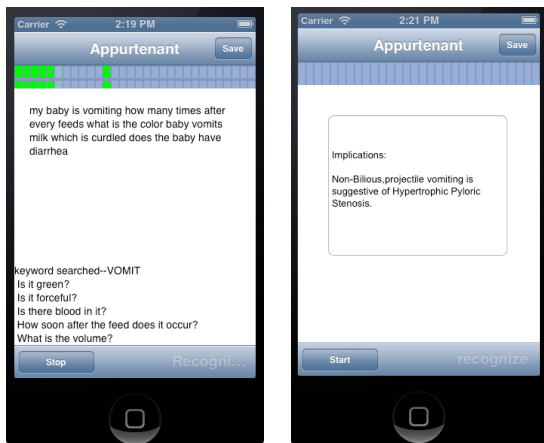 Carrier 2:19 PM
Appurtenant Save
my baby is vomiting how many times after
every feeds what is the color baby vomits
milk which is curdled does the baby have
diarrhea
keyword searched--VOMIT
Is it green?
Is it forceful?
Is there blood in it?
How soon after the feed does it occur?
What is the volume?
Stop Recogni...
Carrier 2:21 PM
Appurtenant Save
Implications:
Non-Bilious,projectile vomiting is
suggestive of Hypertrophic Pyloric
Stenosis.
Start recognize